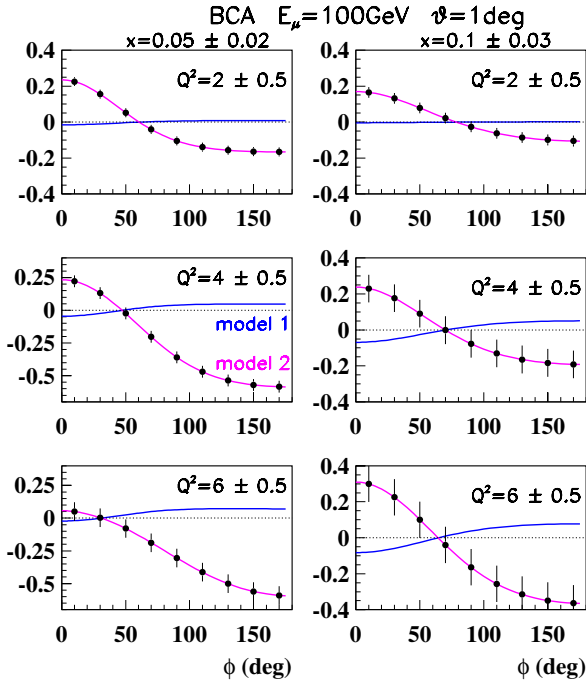 BCA E_μ=100GeV ϑ=1deg
x=0.05 ± 0.02 x=0.1 ± 0.03
Q²=2 ± 0.5 Q²=2 ± 0.5
0.4 0.4
0.2 0.2
0 0
-0.2 -0.2
-0.4 -0.4
0 50 100 150 0 50 100 150
Q²=4 ± 0.5 Q²=4 ± 0.5
0.4
0.25 0.2
0 0
model 1
-0.25 -0.2
model 2
-0.5 -0.4
0 50 100 150 0 50 100 150
Q²=6 ± 0.5 Q²=6 ± 0.5
0.4
0.25 0.2
0 0
-0.25 -0.2
-0.5 -0.4
0 50 100 150 0 50 100 150
ϕ (deg) ϕ (deg)